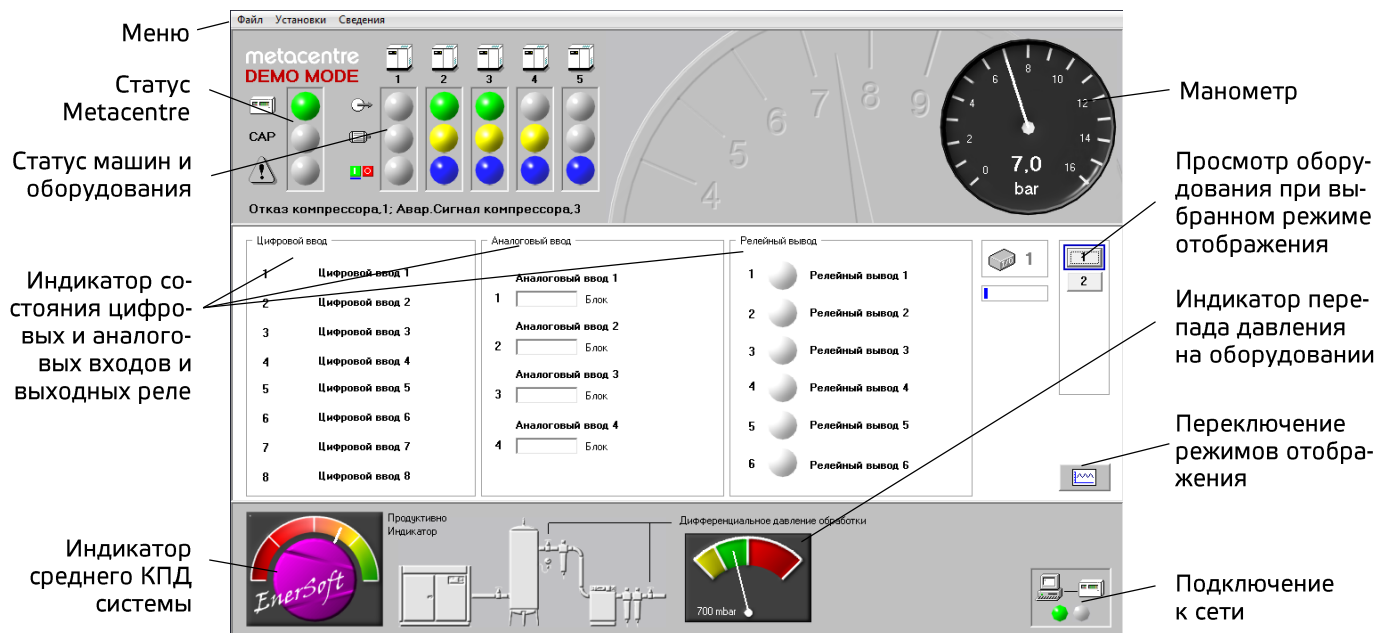 Файл Установки Сведения
Меню
metacentre
DEMO MODE
1 2 3 4 5
Статус
Metacentre
CAP
Статус машин и
оборудования
Отказ компрессора,1; Авар.Сигнал компрессора,3
4 5 6 7 8 9
0 2 4 6 8 10 12 14 16
7,0
bar
Манометр
Просмотр обору-
дования при вы-
бранном режиме
отображения
Индикатор со-
стояния цифро-
вых и аналого-
вых входов и
выходных реле
Цифровой ввод
1 Цифровой ввод 1
2 Цифровой ввод 2
3 Цифровой ввод 3
4 Цифровой ввод 4
5 Цифровой ввод 5
6 Цифровой ввод 6
7 Цифровой ввод 7
8 Цифровой ввод 8
Аналоговый ввод
Аналоговый ввод 1
1 Блок
Аналоговый ввод 2
2 Блок
Аналоговый ввод 3
3 Блок
Аналоговый ввод 4
4 Блок
Релейный вывод
1 Релейный вывод 1
2 Релейный вывод 2
3 Релейный вывод 3
4 Релейный вывод 4
5 Релейный вывод 5
6 Релейный вывод 6
1
1
2
Индикатор пере-
пада давления
на оборудовании
Переключение
режимов отобра-
жения
Индикатор
среднего КПД
системы
EnerSoft
Продуктивно
Индикатор
Дифференциальное давление обработки
700 mbar
Подключение
к сети